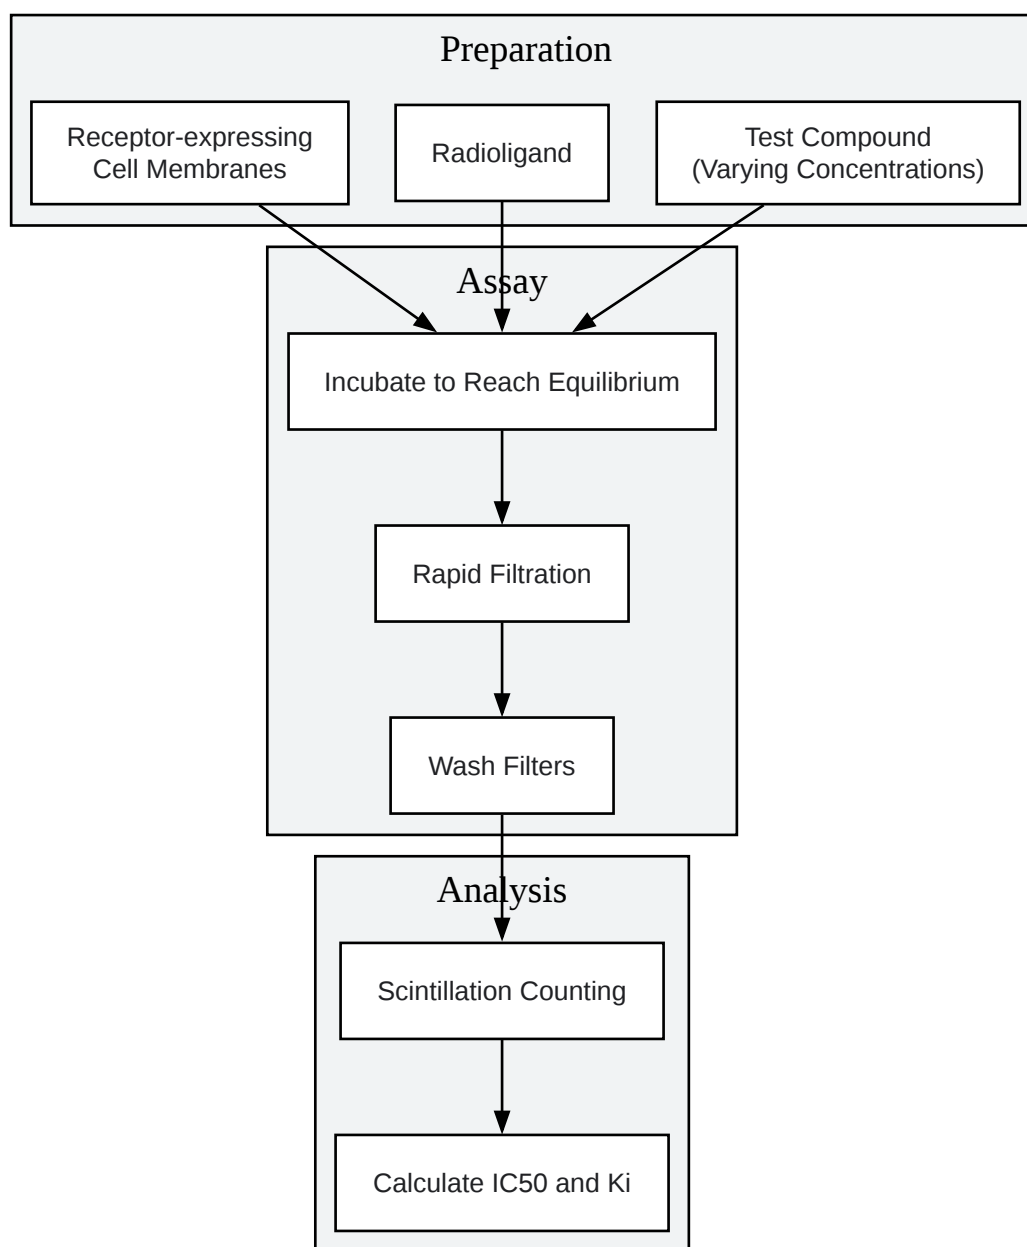 Preparation
Receptor-expressing
Cell Membranes
Radioligand
Test Compound
(Varying Concentrations)
Assay
Incubate to Reach Equilibrium
Rapid Filtration
Wash Filters
Analysis
Scintillation Counting
Calculate IC50 and Ki